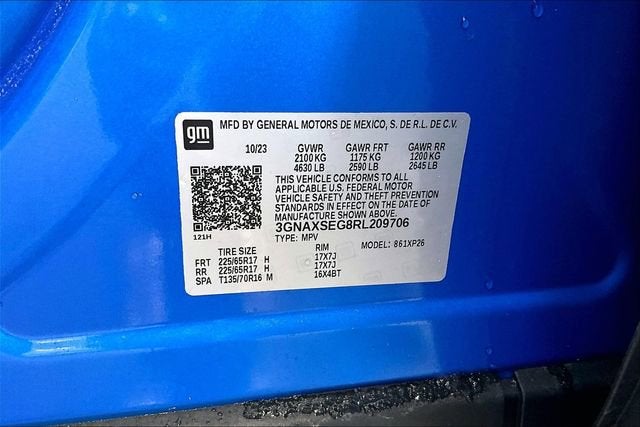 gm MFD BY GENERAL MOTORS DE MEXICO, S. DE R.L. DE C.V.
10/23 GVWR GAWR FRT GAWR RR
2100 KG 1175 KG 1200 KG
4630 LB 2590 LB 2645 LB
THIS VEHICLE CONFORMS TO ALL
APPLICABLE U.S. FEDERAL MOTOR
VEHICLE SAFETY AND THEFT PREVENTION
STANDARDS IN EFFECT ON THE DATE OF
MANUFACTURE SHOWN ABOVE.
3GNAXSEG8RL209706
121H TYPE: MPV MODEL: 861XP26
TIRE SIZE RIM
FRT 225/65R17 H 17X7J
RR 225/65R17 H 17X7J
SPA T135/70R16 M 16X4BT